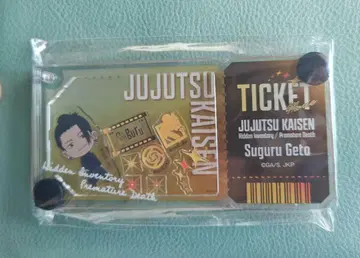 JUJUTSU
KAISEN
Hidden Inventory
Premature Death
TICKET
JUJUTSU KAISEN
Hidden Inventory / Premature Death
Suguru Geto
©GA/S, JKP